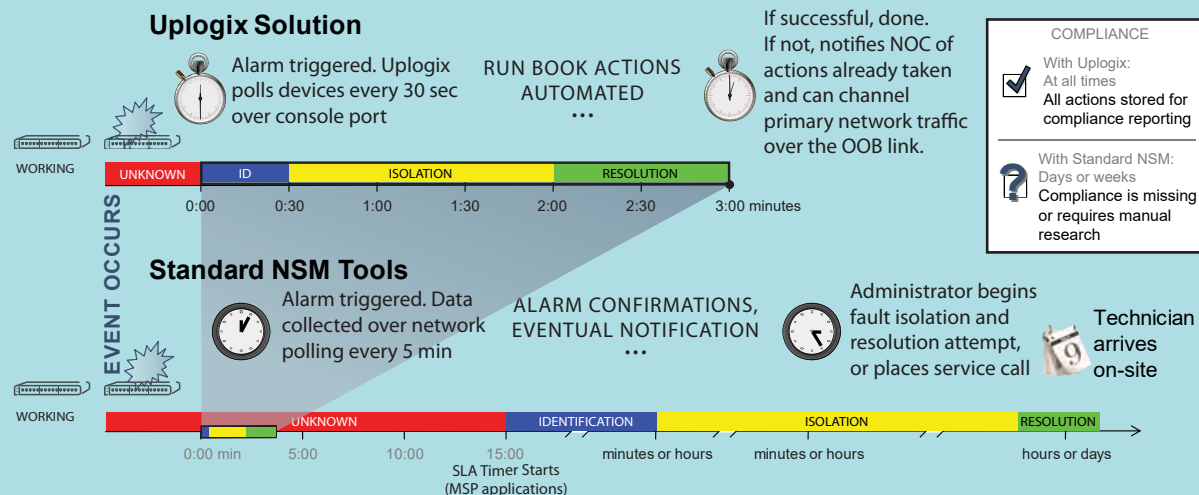 Uplogix Solution
Alarm triggered. Uplogix
polls devices every 30 sec
over console port
RUN BOOK ACTIONS
AUTOMATED
...
If successful, done.
If not, notifies NOC of
actions already taken
and can channel
primary network traffic
over the OOB link.
COMPLIANCE
With Uplogix:
At all times
All actions stored for
compliance reporting
With Standard NSM:
Days or weeks
Compliance is missing
or requires manual
research
WORKING
UNKNOWN
ID
ISOLATION
RESOLUTION
0:00
0:30
1:00
1:30
2:00
2:30
3:00 minutes
EVENT OCCURS
Standard NSM Tools
Alarm triggered. Data
collected over network
polling every 5 min
ALARM CONFIRMATIONS,
EVENTUAL NOTIFICATION
...
Administrator begins
fault isolation and
resolution attempt,
or places service call
9
Technician
arrives
on-site
WORKING
UNKNOWN
IDENTIFICATION
ISOLATION
RESOLUTION
0:00 min
5:00
10:00
15:00
minutes or hours
minutes or hours
hours or days
SLA Timer Starts
(MSP applications)